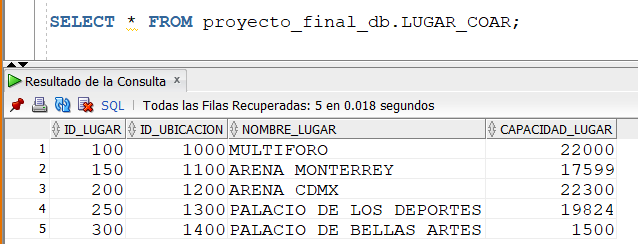 SELECT * FROM proyecto_final_db.LUGAR_COAR;
Resultado de la Consulta x
SQL | Todas las Filas Recuperadas: 5 en 0.018 segundos
ID_LUGAR ID_UBICACION NOMBRE_LUGAR CAPACIDAD_LUGAR
1 100 1000 MULTIFORO 22000
2 150 1100 ARENA MONTERREY 17599
3 200 1200 ARENA CDMX 22300
4 250 1300 PALACIO DE LOS DEPORTES 19824
5 300 1400 PALACIO DE BELLAS ARTES 1500